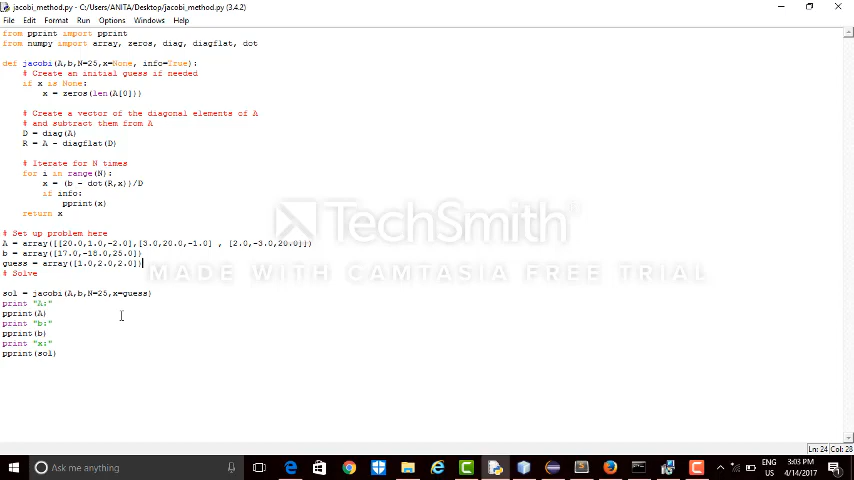 jacobi_method.py - C:/Users/ANITA/Desktop/jacobi_method.py (3.4.2)
File Edit Format Run Options Windows Help
from pprint import pprint
from numpy import array, zeros, diag, diagflat, dot
def jacobi(A,b,N=25,x=None, info=True):
# Create an initial guess if needed
if x is None:
x = zeros(len(A[0]))
# Create a vector of the diagonal elements of A
# and subtract them from A
D = diag(A)
R = A - diagflat(D)
# Iterate for N times
for i in range(N):
x = (b - dot(R,x))/D
if info:
pprint(x)
return x
# Set up problem here
A = array([[20.0,1.0,-2.0],[3.0,20.0,-1.0] , [2.0,-3.0,20.0]])
b = array([17.0,-18.0,25.0])
guess = array([1.0,2.0,2.0])
# Solve
sol = jacobi(A,b,N=25,x=guess)
print "A:"
pprint(A)
print "b:"
pprint(b)
print "x:"
pprint(sol)
TechSmith®
MADE WITH CAMTASIA FREE TRIAL
Ln: 24 Col: 28
Ask me anything
ENG
US
3:03 PM
4/14/2017